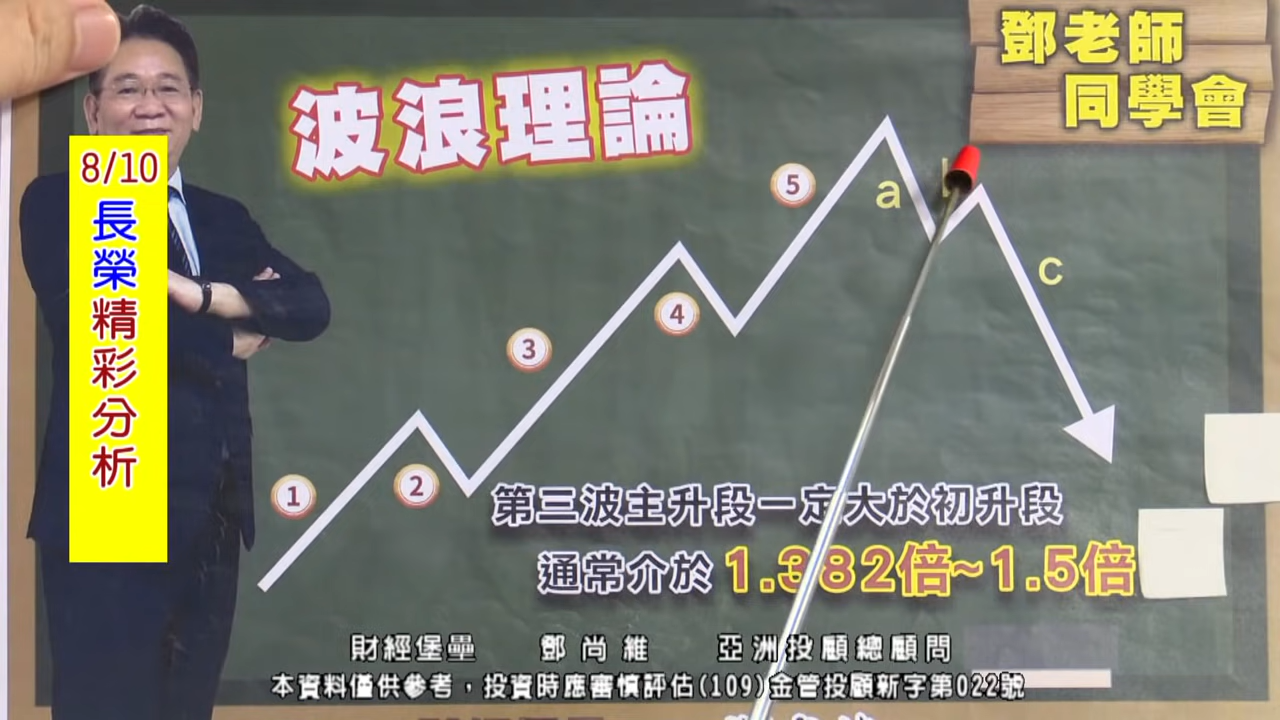 鄧老師
同學會
波浪理論
8/10
長榮精彩分析
5
a
c
4
3
2
1
第三波主升段一定大於初升段
通常介於 1.382倍~1.5倍
財經堡壘 鄧尚維 亞洲投顧總顧問
本資料僅供參考，投資時應審慎評估(109)金管投顧新字第022號